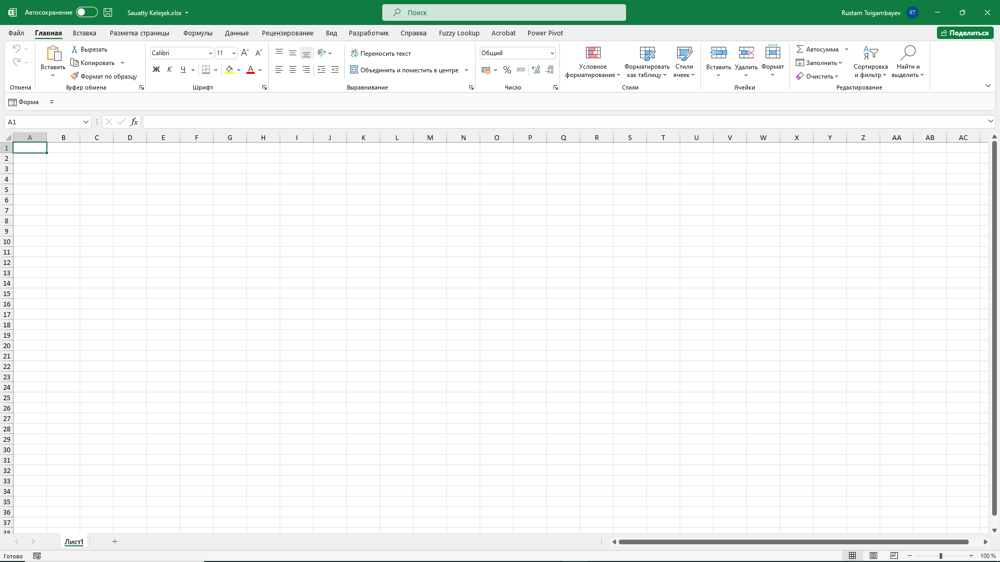 Автосохранение Sauatty Keleşek.xlsx Поиск Rustam Toigambayev RT
Файл Главная Вставка Разметка страницы Формулы Данные Рецензирование Вид Разработчик Справка Fuzzy Lookup Acrobat Power Pivot Поделиться
Вставить
Вырезать
Копировать
Формат по образцу
Calibri 11
Ж К Ч
Переносить текст
Объединить и поместить в центре
Общий
% 000
Условное
форматирование
Форматировать
как таблицу
Стили
ячеек
Вставить Удалить Формат
Автосумма
Заполнить
Очистить
Сортировка
и фильтр
Найти и
выделить
Отмена Буфер обмена Шрифт Выравнивание Число Стили Ячейки Редактирование
Форма
A1 fx
A B C D E F G H I J K L M N O P Q R S T U V W X Y Z AA AB AC
1
2
3
4
5
6
7
8
9
10
11
12
13
14
15
16
17
18
19
20
21
22
23
24
25
26
27
28
29
30
31
32
33
34
35
36
37
38
Лист1
Готово 100 %